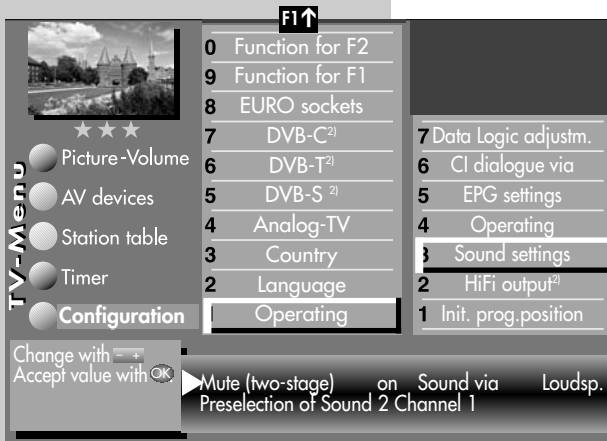 F1↑
0 Function for F2
9 Function for F1
8 EURO sockets
7 DVB-C²⁾
6 DVB-T²⁾
5 DVB-S ²⁾
4 Analog-TV
3 Country
2 Language
1 Operating
7 Data Logic adjustm.
6 CI dialogue via
5 EPG settings
4 Operating
3 Sound settings
2 HiFi output²⁾
1 Init. prog.position
TV-Menu
Picture-Volume
AV devices
Station table
Timer
Configuration
Change with - +
Accept value with OK
Mute (two-stage) on Sound via Loudsp.
Preselection of Sound 2 Channel 1